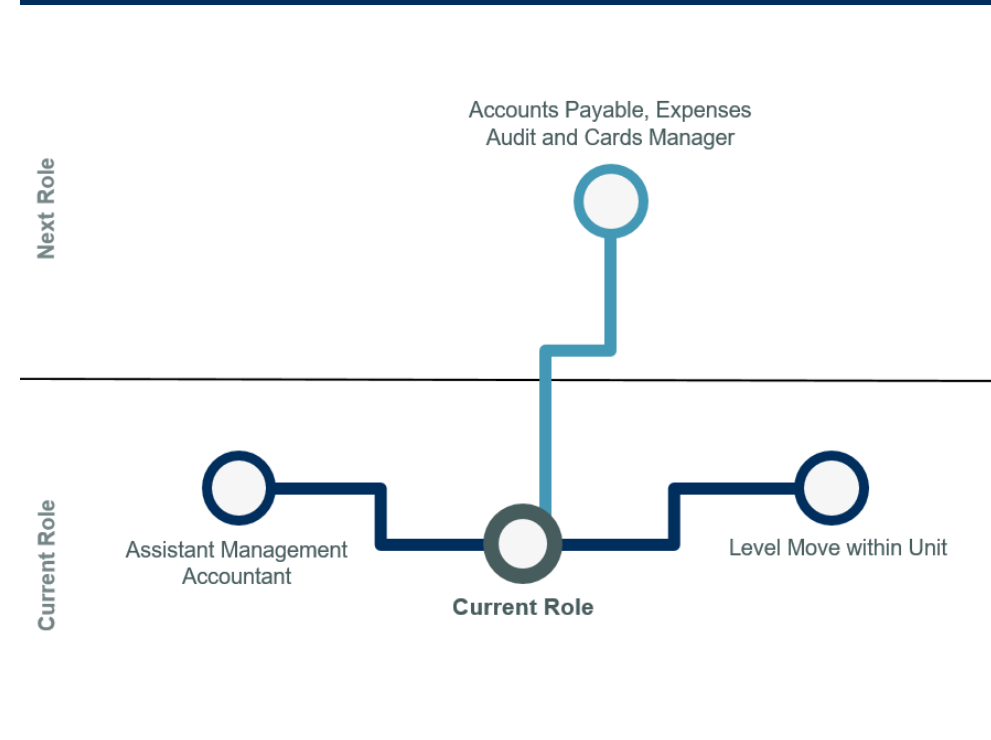 Accounts Payable, Expenses
Audit and Cards Manager
Next Role
Current Role
Assistant Management
Accountant
Level Move within Unit
Current Role